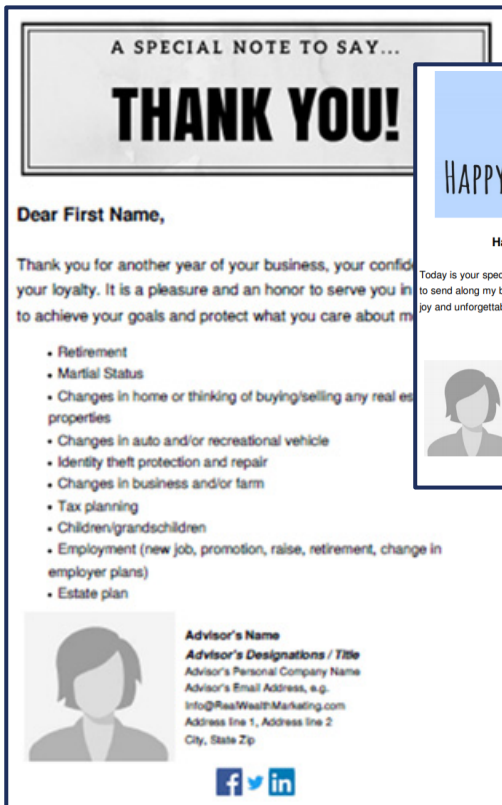 A SPECIAL NOTE TO SAY...
THANK YOU!
Dear First Name,
Thank you for another year of your business, your
your loyalty. It is a pleasure and an honor to serve you in
to achieve your goals and protect what you care about
• Retirement
• Martial Status
• Changes in home or thinking of buying/selling any real
properties
• Changes in auto and/or recreational vehicle
• Identity theft protection and repair
• Changes in business and/or farm
• Tax planning
• Children/grandschildren
• Employment (new job, promotion, raise, retirement, change in
employer plans)
• Estate plan
Advisor's Name
Advisor's Designations / Title
Advisor's Personal Company Name
Advisor's Email Address, e.g.
Info@RealWealthMarketing.com
Address line 1, Address line 2
City, State Zip
HAPPY
Today is your
to send along my
joy and